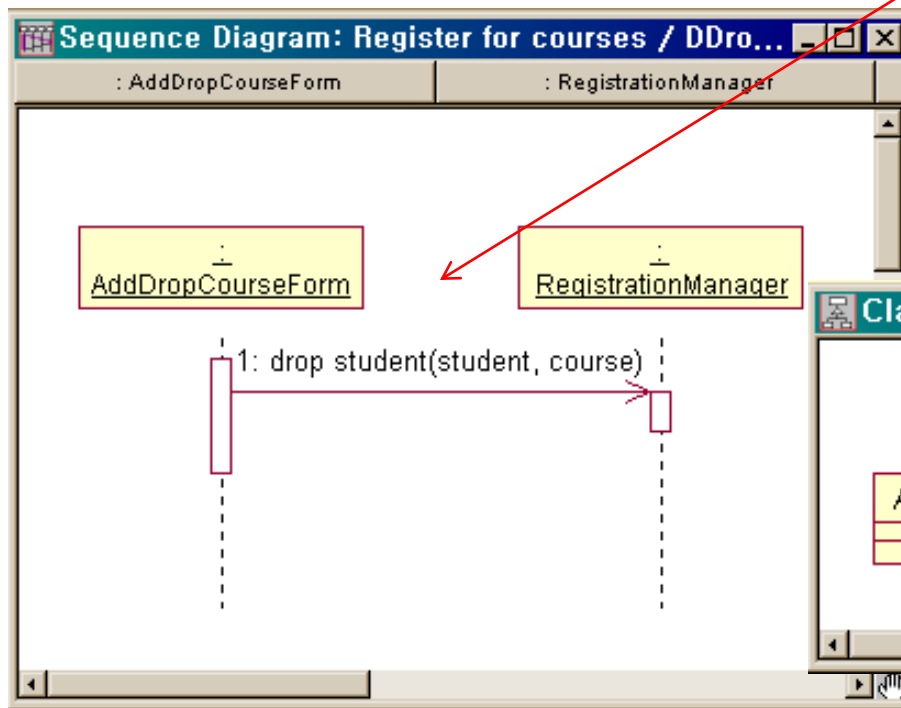 Sequence Diagram: Register for courses / DDro...
: AddDropCourseForm
: RegistrationManager
:
AddDropCourseForm
:
RegistrationManager
1: drop student(student, course)
Cla
A